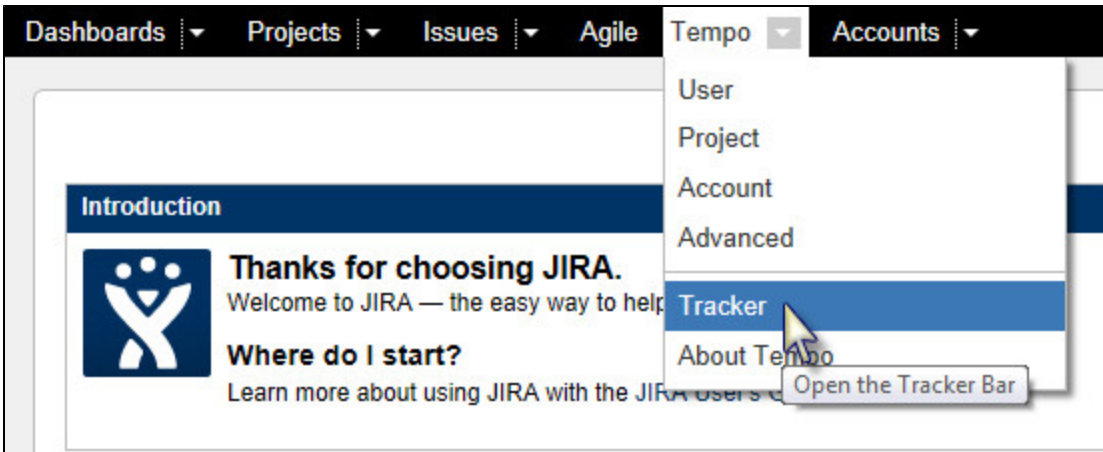 Dashboards Projects Issues Agile Tempo Accounts
User
Project
Account
Advanced
Tracker
About Tempo
Open the Tracker Bar
Introduction
Thanks for choosing JIRA.
Welcome to JIRA — the easy way to help
Where do I start?
Learn more about using JIRA with the JIRA User's